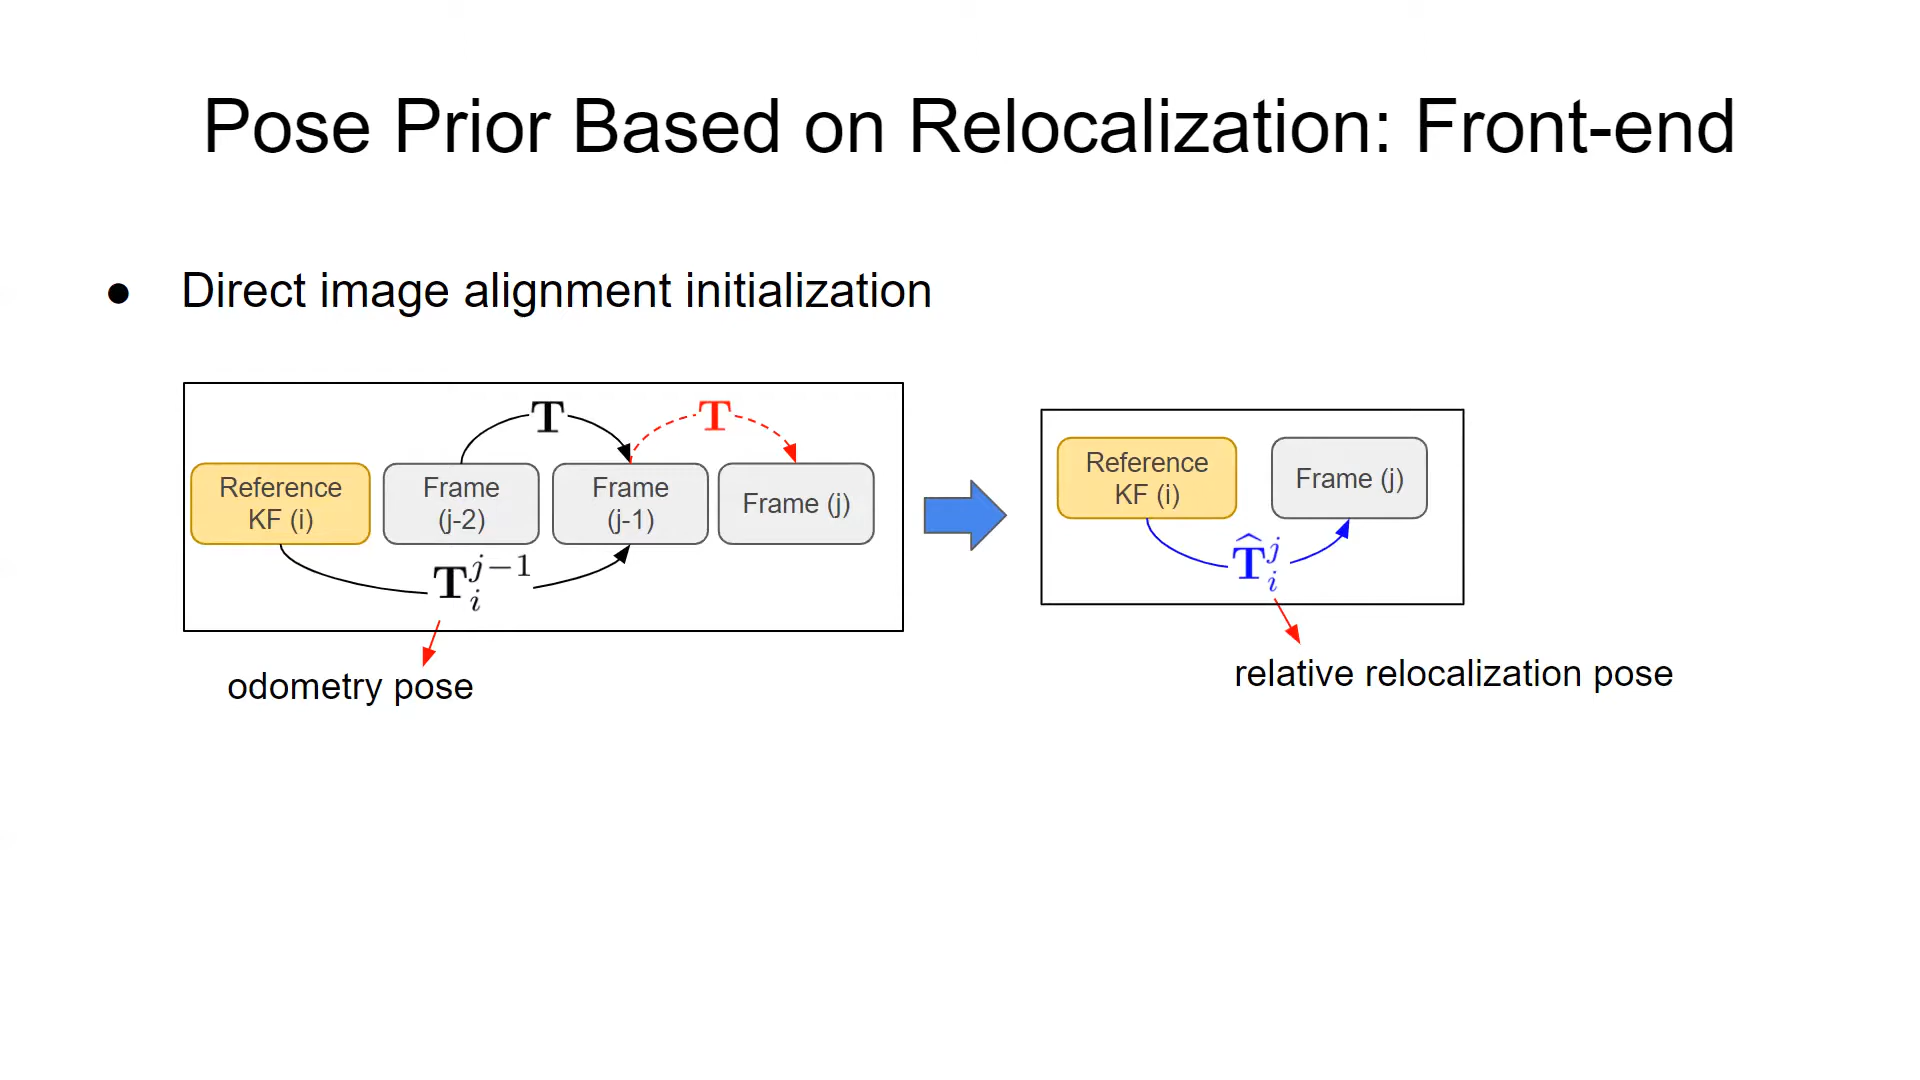 Pose Prior Based on Relocalization: Front-end
● Direct image alignment initialization
T T
Reference KF (i)
Frame (j-2)
Frame (j-1)
Frame (j)
T_i^{j-1}
odometry pose
Reference KF (i)
Frame (j)
\widehat{T}_i^j
relative relocalization pose